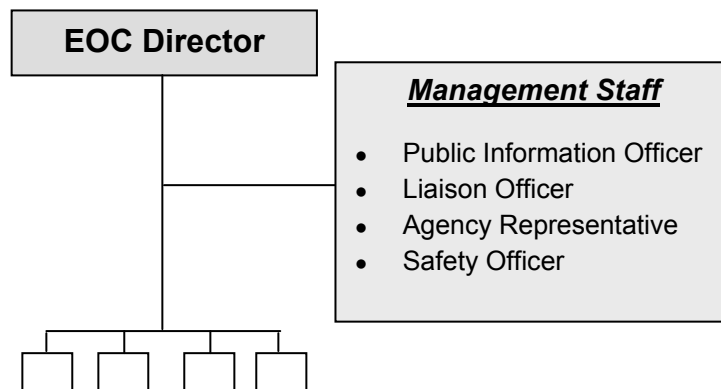 EOC Director
Management Staff
• Public Information Officer
• Liaison Officer
• Agency Representative
• Safety Officer